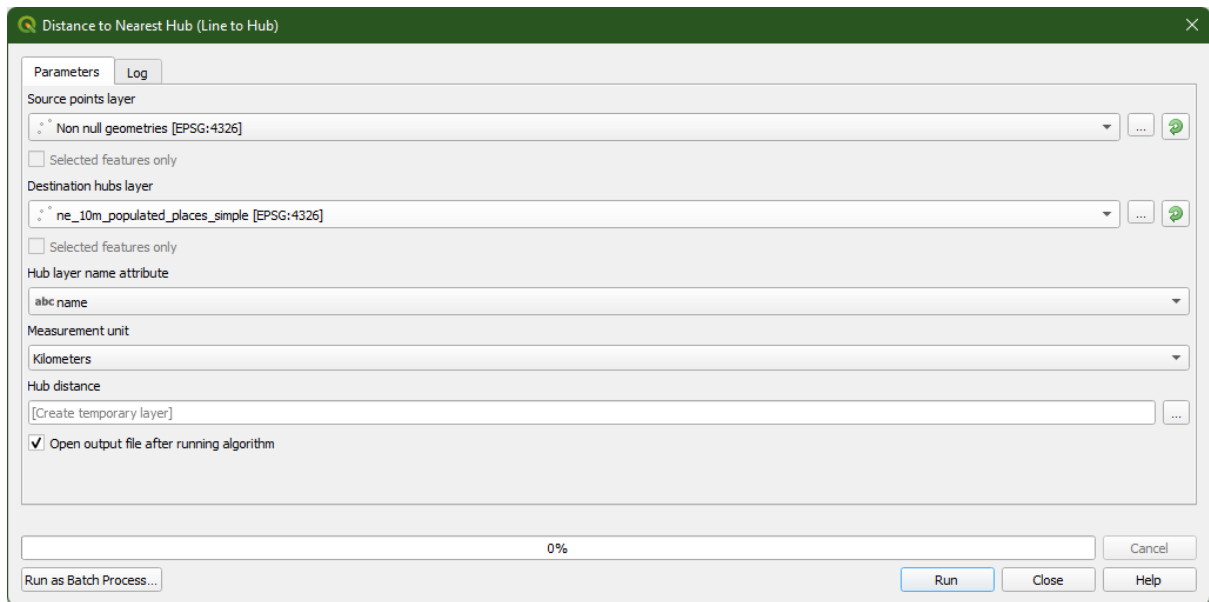 Distance to Nearest Hub (Line to Hub)
Parameters Log
Source points layer
Non null geometries [EPSG:4326] ...
Selected features only
Destination hubs layer
ne_10m_populated_places_simple [EPSG:4326] ...
Selected features only
Hub layer name attribute
abc name
Measurement unit
Kilometers
Hub distance
[Create temporary layer] ...
Open output file after running algorithm
0% Cancel
Run as Batch Process... Run Close Help